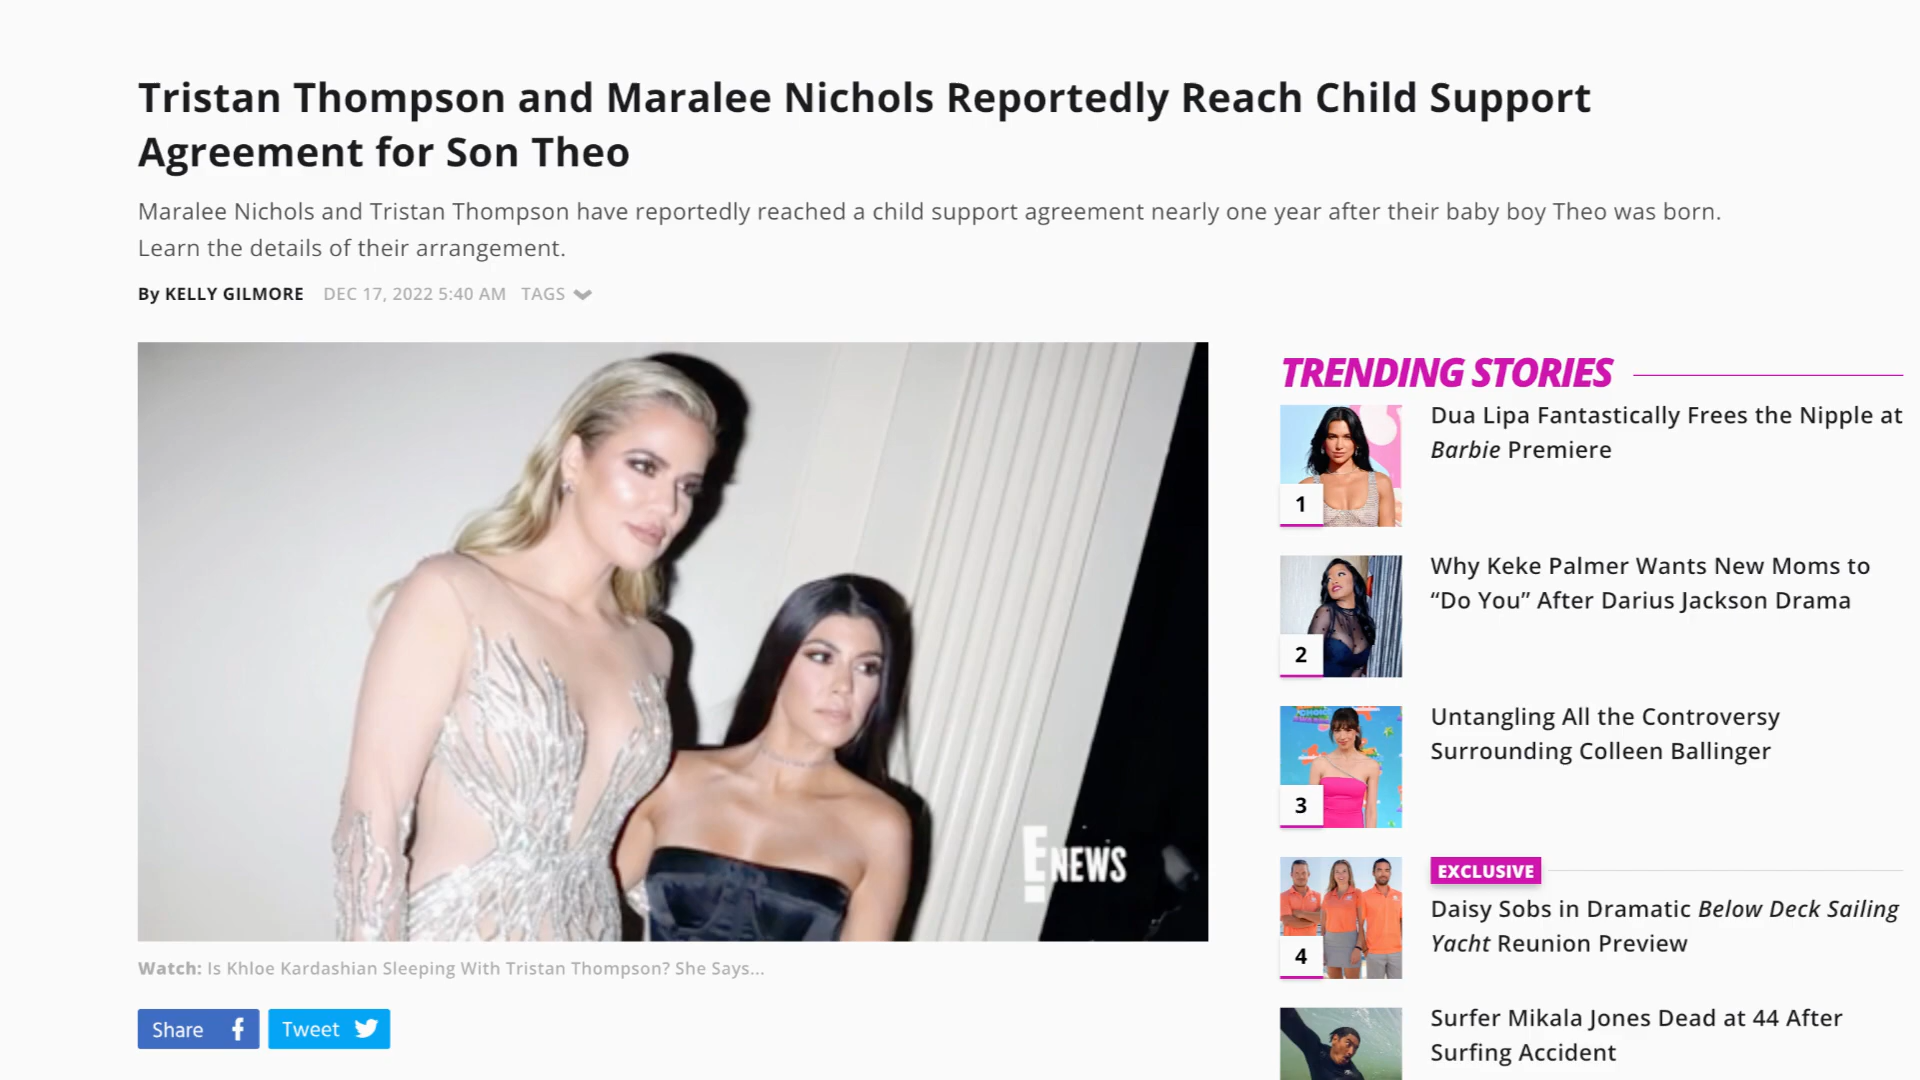 Tristan Thompson and Maralee Nichols Reportedly Reach Child Support
Agreement for Son Theo
Maralee Nichols and Tristan Thompson have reportedly reached a child support agreement nearly one year after their baby boy Theo was born.
Learn the details of their arrangement.
By KELLY GILMORE DEC 17, 2022 5:40 AM TAGS
E! NEWS
Watch: Is Khloe Kardashian Sleeping With Tristan Thompson? She Says...
Share
Tweet
TRENDING STORIES
1
Dua Lipa Fantastically Frees the Nipple at
Barbie Premiere
2
Why Keke Palmer Wants New Moms to
“Do You” After Darius Jackson Drama
3
Untangling All the Controversy
Surrounding Colleen Ballinger
4
EXCLUSIVE
Daisy Sobs in Dramatic Below Deck Sailing
Yacht Reunion Preview
Surfer Mikala Jones Dead at 44 After
Surfing Accident